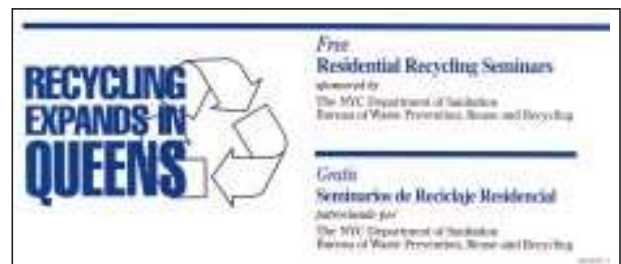 RECYCLING
EXPANDS IN
QUEENS
Free
Residential Recycling Seminars
sponsored by
The NYC Department of Sanitation
Bureau of Waste Prevention, Reuse and Recycling
Gratis
Seminarios de Reciclaje Residencial
patrocinado por
The NYC Department of Sanitation
Bureau of Waste Prevention, Reuse and Recycling